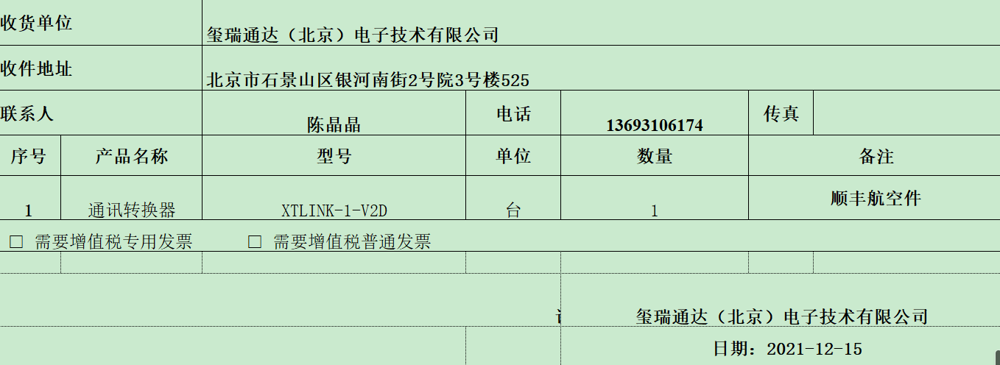 收货单位 玺瑞通达（北京）电子技术有限公司
收件地址 北京市石景山区银河南街2号院3号楼525
联系人 陈晶晶 电话 13693106174 传真
序号 产品名称 型号 单位 数量 备注
1 通讯转换器 XTLINK-1-V2D 台 1 顺丰航空件
□ 需要增值税专用发票 □ 需要增值税普通发票
玺瑞通达（北京）电子技术有限公司
日期：2021-12-15